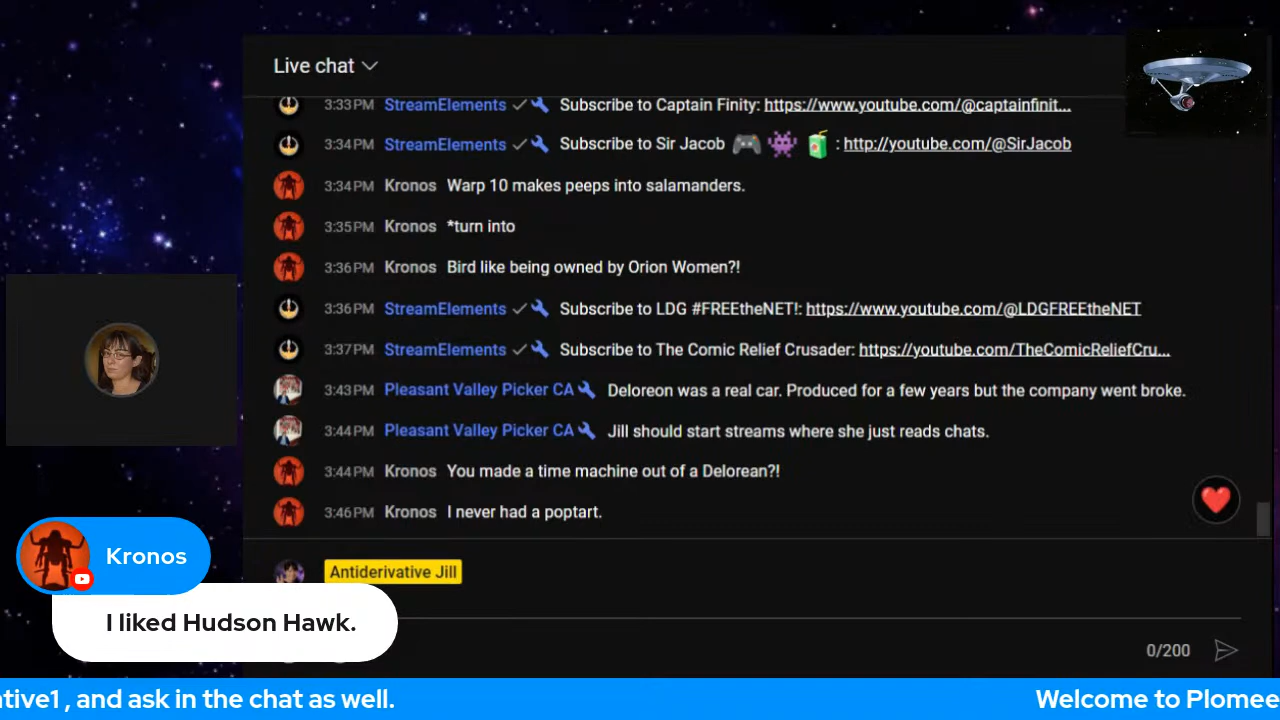 Live chat
3:33 PM StreamElements Subscribe to Captain Finity: https://www.youtube.com/@captainfinit...
3:34 PM StreamElements Subscribe to Sir Jacob 🎮 👾 🧃 : http://youtube.com/@SirJacob
3:34 PM Kronos Warp 10 makes peeps into salamanders.
3:35 PM Kronos *turn into
3:36 PM Kronos Bird like being owned by Orion Women?!
3:36 PM StreamElements Subscribe to LDG #FREEtheNET!: https://www.youtube.com/@LDGFREEtheNET
3:37 PM StreamElements Subscribe to The Comic Relief Crusader: https://youtube.com/TheComicReliefCru...
3:43 PM Pleasant Valley Picker CA Deloreon was a real car. Produced for a few years but the company went broke.
3:44 PM Pleasant Valley Picker CA Jill should start streams where she just reads chats.
3:44 PM Kronos You made a time machine out of a Delorean?!
3:46 PM Kronos I never had a poptart.
Antiderivative Jill
Kronos
I liked Hudson Hawk.
0/200
ative1, and ask in the chat as well.
Welcome to Plomee